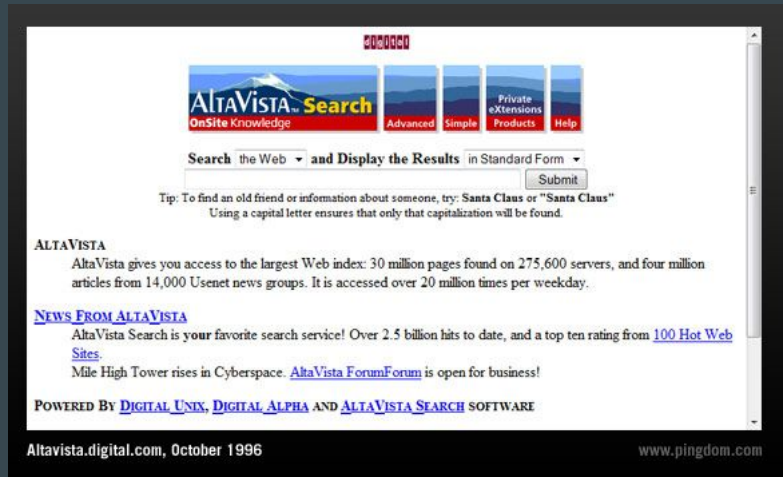 digital
ALTAVISTA™ Search
OnSite Knowledge
Advanced
Simple
Private
eXtensions
Products
Help
Search the Web and Display the Results in Standard Form
Submit
Tip: To find an old friend or information about someone, try: Santa Claus or "Santa Claus"
Using a capital letter ensures that only that capitalization will be found.
ALTAVISTA
AltaVista gives you access to the largest Web index: 30 million pages found on 275,600 servers, and four million
articles from 14,000 Usenet news groups. It is accessed over 20 million times per weekday.
NEWS FROM ALTAVISTA
AltaVista Search is your favorite search service! Over 2.5 billion hits to date, and a top ten rating from 100 Hot Web
Sites.
Mile High Tower rises in Cyberspace. AltaVista ForumForum is open for business!
POWERED BY DIGITAL UNIX, DIGITAL ALPHA AND ALTAVISTA SEARCH SOFTWARE
Altavista.digital.com, October 1996
www.pingdom.com